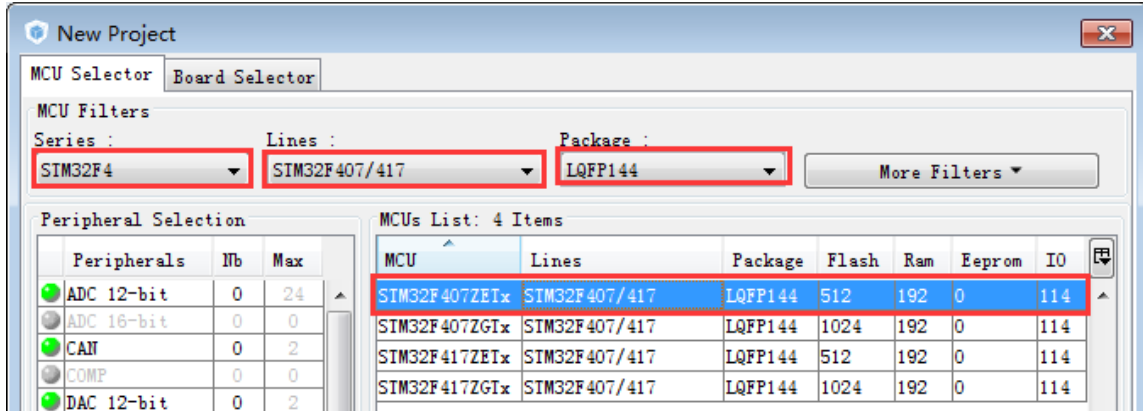 New Project
MCU Selector Board Selector
MCU Filters
Series : Lines : Package :
STM32F4 STM32F407/417 LQFP144 More Filters
Peripheral Selection MCUs List: 4 Items
Peripherals Nb Max MCU Lines Package Flash Ram Eeprom IO
ADC 12-bit 0 24 STM32F407ZETx STM32F407/417 LQFP144 512 192 0 114
ADC 16-bit 0 0 STM32F407ZGTx STM32F407/417 LQFP144 1024 192 0 114
CAN 0 2 STM32F417ZETx STM32F407/417 LQFP144 512 192 0 114
COMP 0 0 STM32F417ZGTx STM32F407/417 LQFP144 1024 192 0 114
DAC 12-bit 0 2